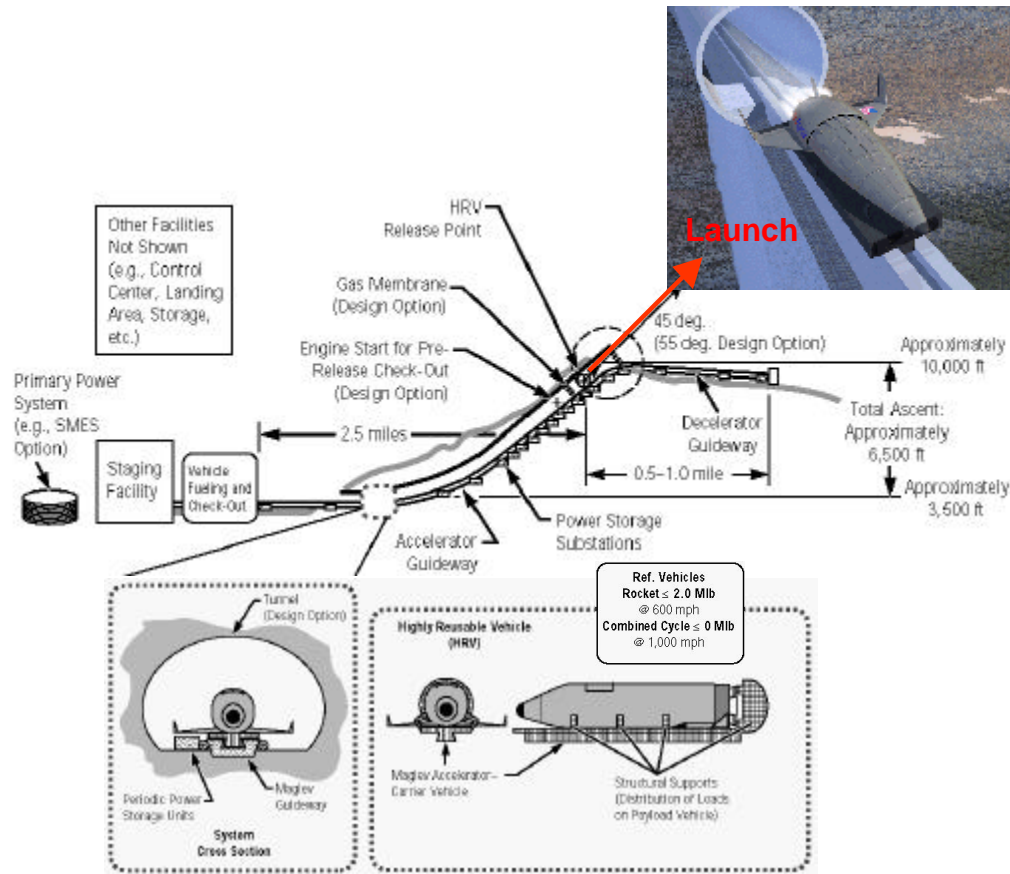 Launch
HRV
Release Point
Other Facilities
Not Shown
(e.g., Control
Center, Landing
Area, Storage,
etc.)
Gas Membrane
(Design Option)
45 deg.
(55 deg. Design Option)
Engine Start for Pre-
Release Check-Out
(Design Option)
Approximately
10,000 ft
Primary Power
System
(e.g., SMES
Option)
2.5 miles
Decelerator
Guideway
Total Ascent:
Approximately
6,500 ft
Staging
Facility
Vehicle
Fueling and
Check-Out
0.5–1.0 mile
Approximately
3,500 ft
Accelerator
Guideway
Power Storage
Substations
Ref. Vehicles
Rocket ≤ 2.0 Mlb
@ 600 mph
Combined Cycle ≤ 0 Mlb
@ 1,000 mph
Tunnel
(Design Option)
Periodic Power
Storage Units
Maglev
Guideway
System
Cross Section
Highly Reusable Vehicle
(HRV)
Maglev Accelerator–
Carrier Vehicle
Structural Supports
(Distribution of Loads
on Payload Vehicle)